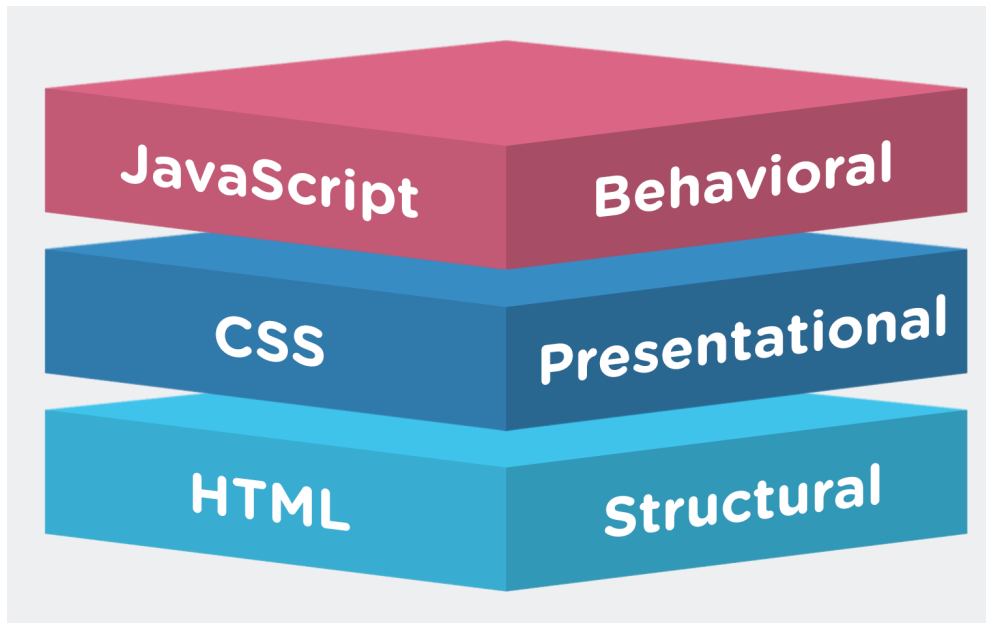 JavaScript
Behavioral
CSS
Presentational
HTML
Structural